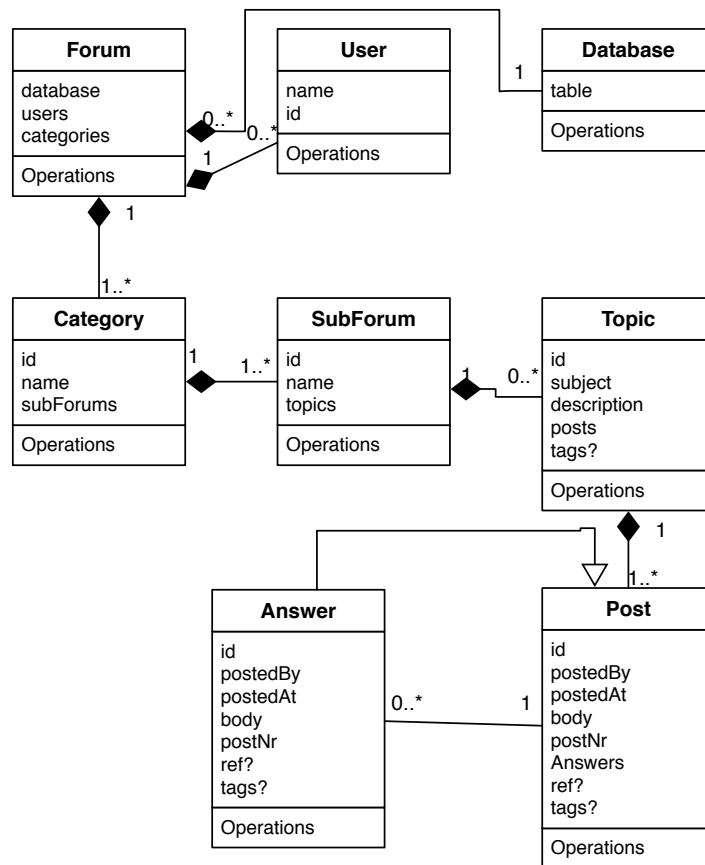 Forum
database
users
categories
Operations
User
name
id
Operations
Database
table
Operations
0..*
1
1
0..*
1
1..*
Category
id
name
subForums
Operations
1
1..*
SubForum
id
name
topics
Operations
1
0..*
Topic
id
subject
description
posts
tags?
Operations
1
1..*
Answer
id
postedBy
postedAt
body
postNr
ref?
tags?
Operations
0..*
1
Post
id
postedBy
postedAt
body
postNr
Answers
ref?
tags?
Operations